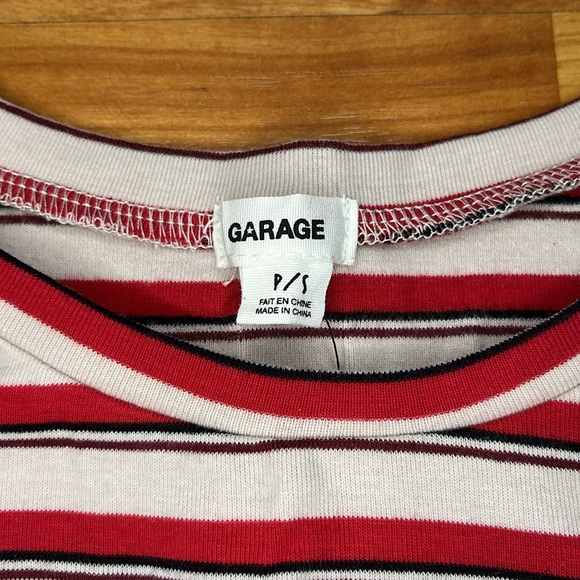 GARAGE
P/S
FAIT EN CHINE
MADE IN CHINA